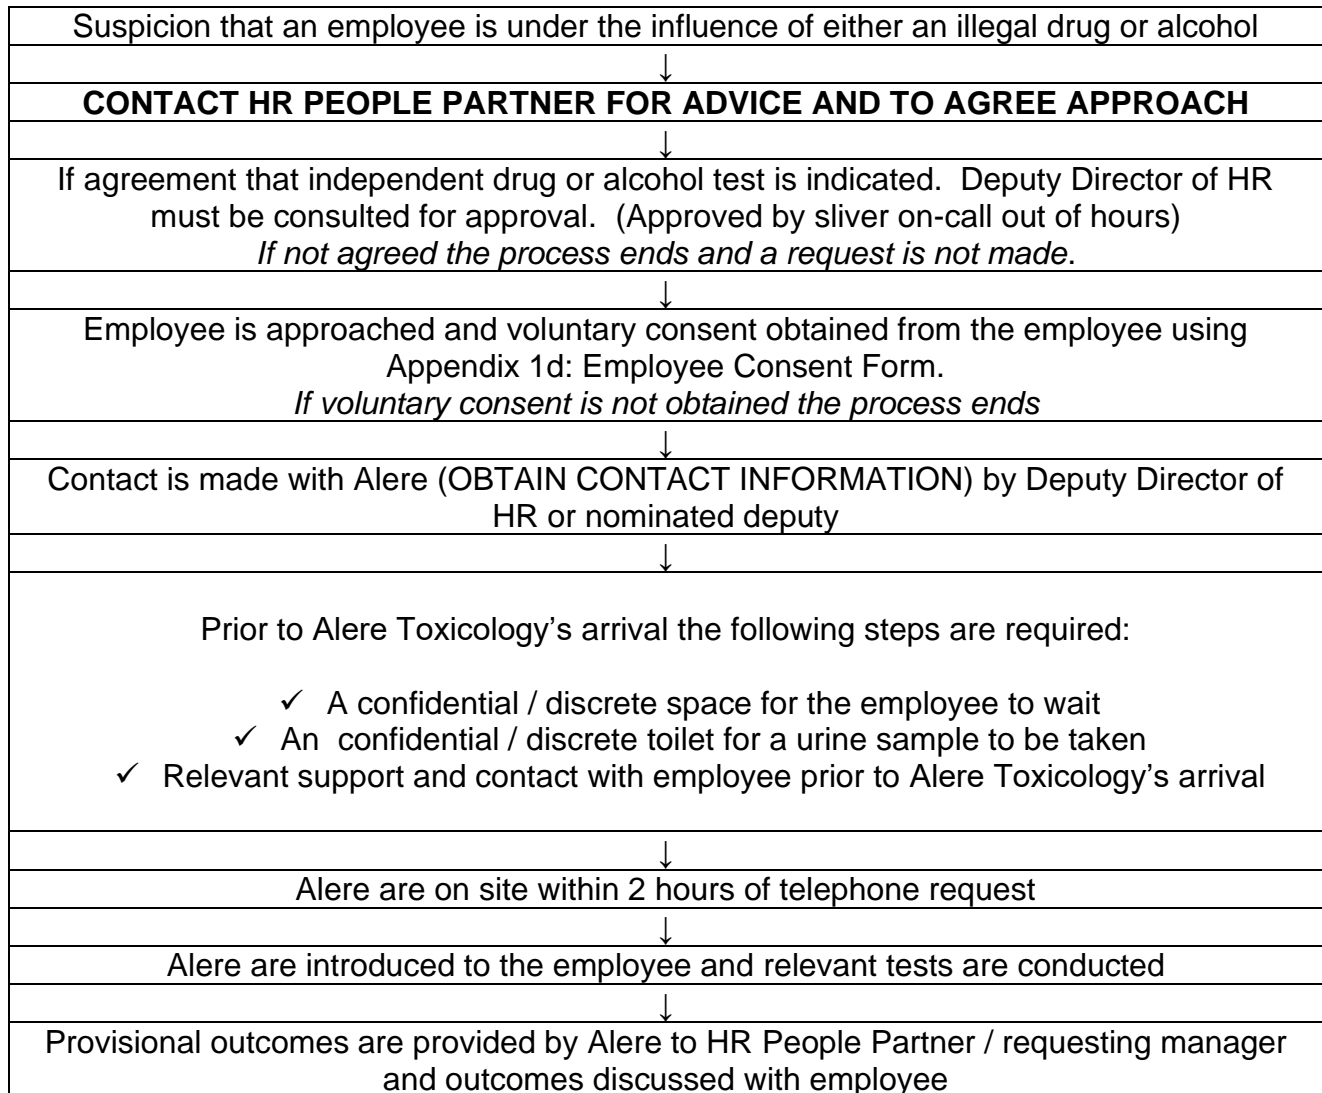 Suspicion that an employee is under the influence of either an illegal drug or alcohol
↓
CONTACT HR PEOPLE PARTNER FOR ADVICE AND TO AGREE APPROACH
↓
If agreement that independent drug or alcohol test is indicated.  Deputy Director of HR
must be consulted for approval.  (Approved by sliver on-call out of hours)
If not agreed the process ends and a request is not made.
↓
Employee is approached and voluntary consent obtained from the employee using
Appendix 1d: Employee Consent Form.
If voluntary consent is not obtained the process ends
↓
Contact is made with Alere (OBTAIN CONTACT INFORMATION) by Deputy Director of
HR or nominated deputy
↓
Prior to Alere Toxicology’s arrival the following steps are required:
✓ A confidential / discrete space for the employee to wait
✓ An  confidential / discrete toilet for a urine sample to be taken
✓ Relevant support and contact with employee prior to Alere Toxicology’s arrival
↓
Alere are on site within 2 hours of telephone request
↓
Alere are introduced to the employee and relevant tests are conducted
↓
Provisional outcomes are provided by Alere to HR People Partner / requesting manager
and outcomes discussed with employee